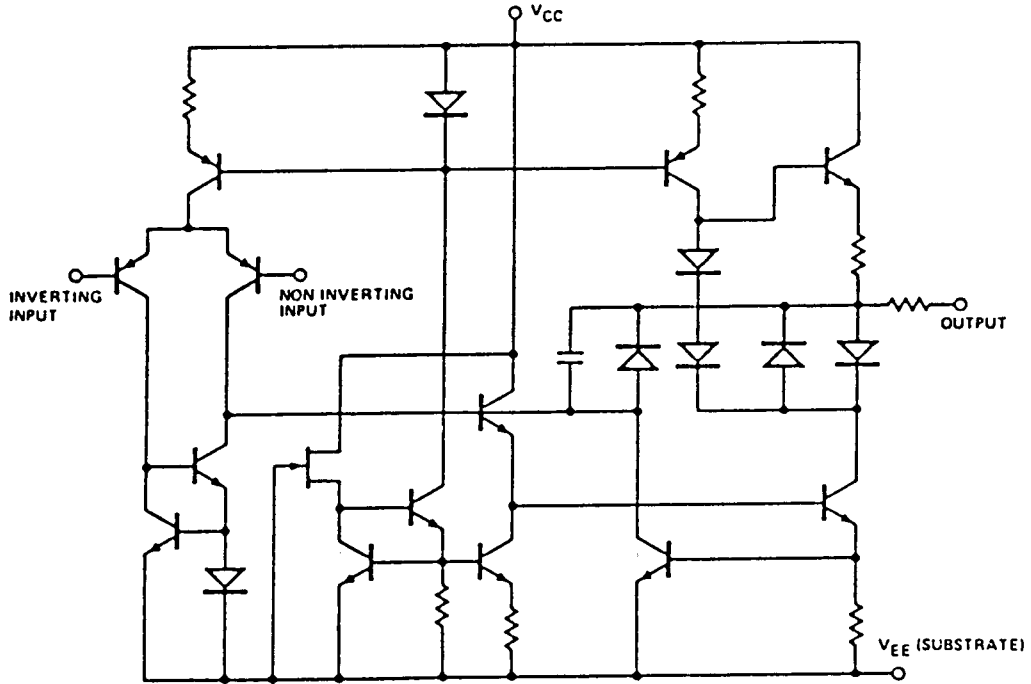 VCC
INVERTING
INPUT
NON INVERTING
INPUT
OUTPUT
VEE (SUBSTRATE)